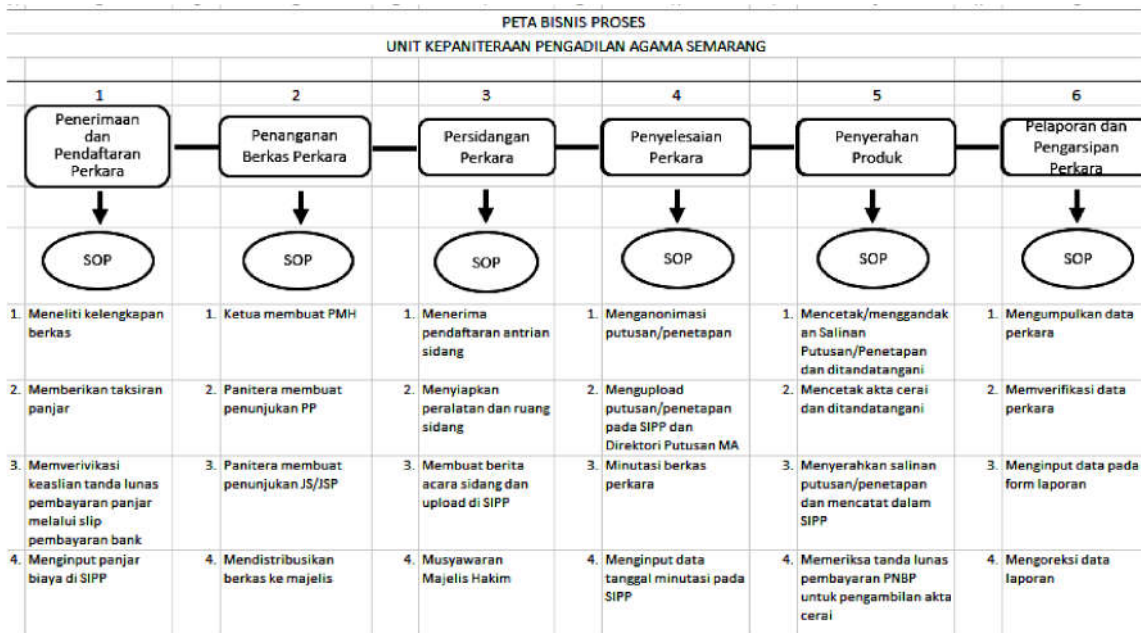 PETA BISNIS PROSES
UNIT KEPANITERAAN PENGADILAN AGAMA SEMARANG
1
2
3
4
5
6
Penerimaan
dan
Pendaftaran
Perkara
Penanganan
Berkas Perkara
Persidangan
Perkara
Penyelesaian
Perkara
Penyerahan
Produk
Pelaporan dan
Pengarsipan
Perkara
SOP
SOP
SOP
SOP
SOP
SOP
1. Meneliti kelengkapan
berkas
1. Ketua membuat PMH
1. Menerima
pendaftaran antrian
sidang
1. Menganonimasi
putusan/penetapan
1. Mencetak/menggandak
an Salinan
Putusan/Penetapan
dan ditandatangani
1. Mengumpulkan data
perkara
2. Memberikan taksiran
panjar
2. Panitera membuat
penunjukan PP
2. Menyiapkan
peralatan dan ruang
sidang
2. Mengupload
putusan/penetapan
pada SIPP dan
Direktori Putusan MA
2. Mencetak akta cerai
dan ditandatangani
2. Memverifikasi data
perkara
3. Memverivikasi
keaslian tanda lunas
pembayaran panjar
melalui slip
pembayaran bank
3. Panitera membuat
penunjukan JS/JSP
3. Membuat berita
acara sidang dan
upload di SIPP
3. Minutasi berkas
perkara
3. Menyerahkan salinan
putusan/penetapan
dan mencatat dalam
SIPP
3. Menginput data pada
form laporan
4. Menginput panjar
biaya di SIPP
4. Mendistribusikan
berkas ke majelis
4. Musyawaran
Majelis Hakim
4. Menginput data
tanggal minutasi pada
SIPP
4. Memeriksa tanda lunas
pembayaran PNBP
untuk pengambilan akta
cerai
4. Mengoreksi data
laporan